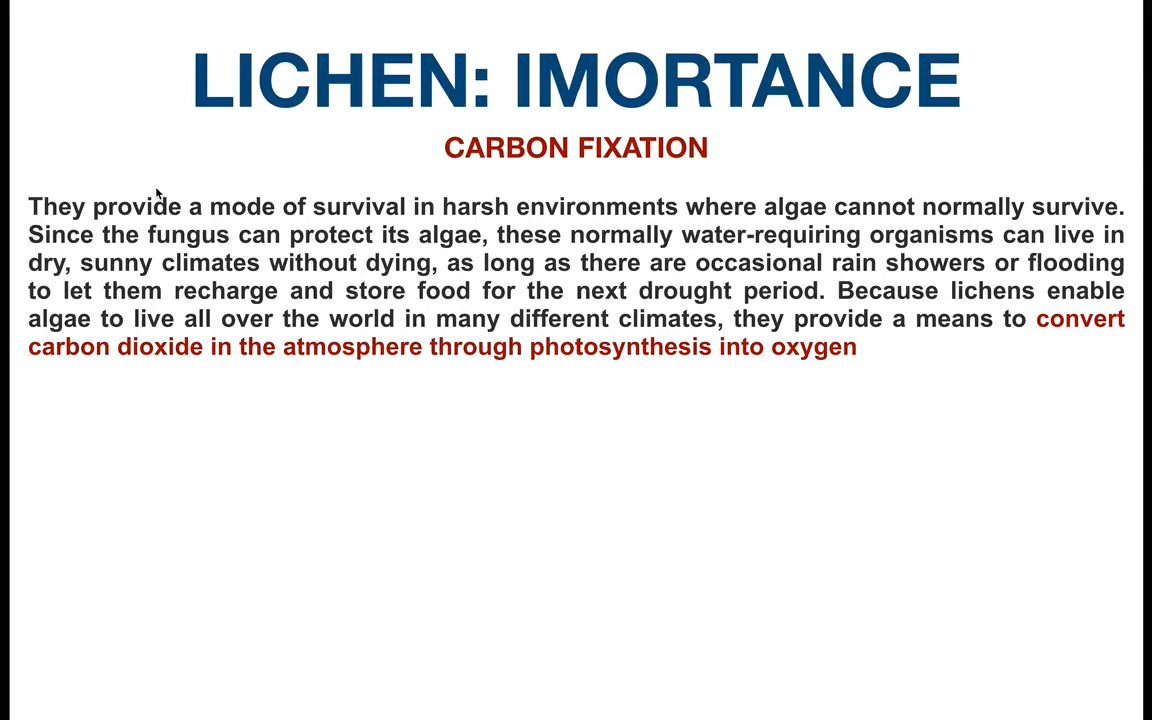 LICHEN: IMORTANCE
CARBON FIXATION
They provide a mode of survival in harsh environments where algae cannot normally survive.
Since the fungus can protect its algae, these normally water-requiring organisms can live in
dry, sunny climates without dying, as long as there are occasional rain showers or flooding
to let them recharge and store food for the next drought period. Because lichens enable
algae to live all over the world in many different climates, they provide a means to convert
carbon dioxide in the atmosphere through photosynthesis into oxygen